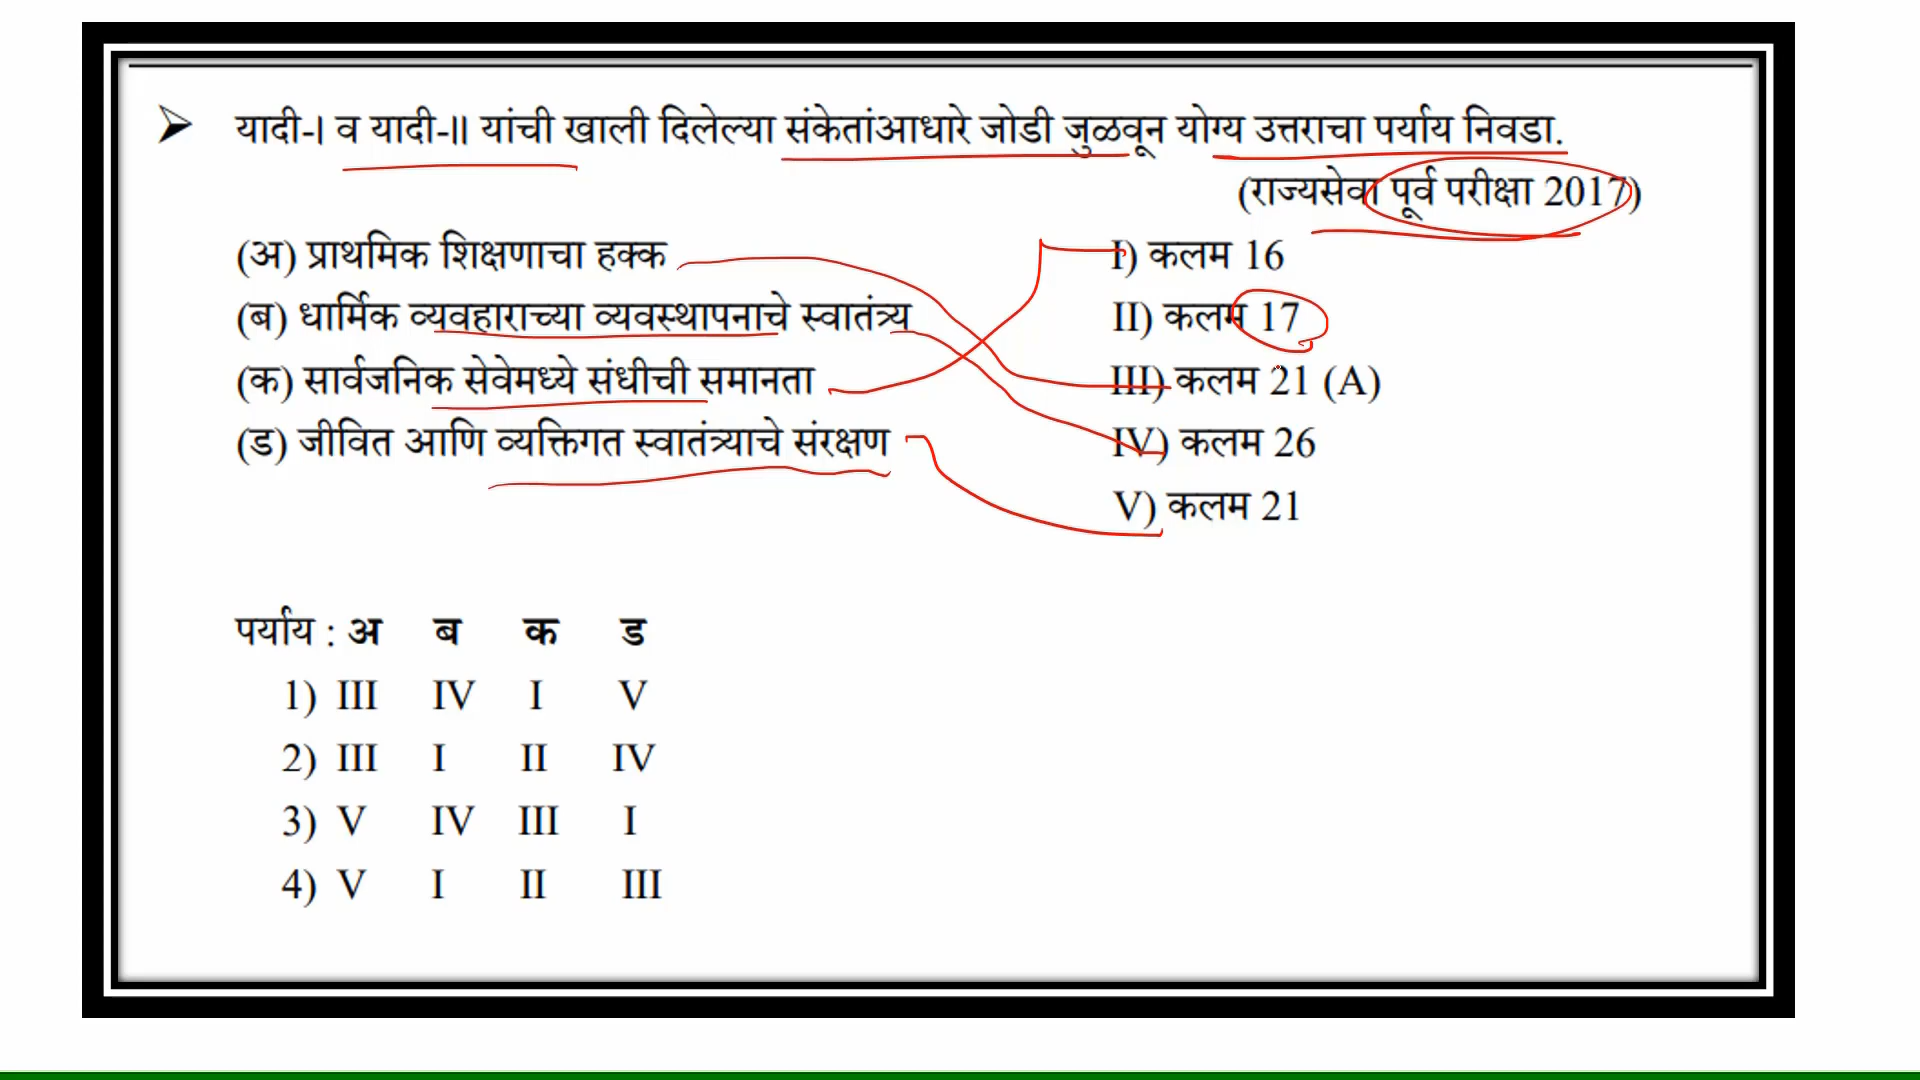 यादी-I व यादी-II यांची खाली दिलेल्या संकेतांआधारे जोडी जुळवून योग्य उत्तराचा पर्याय निवडा.
(राज्यसेवा पूर्व परीक्षा 2017)
(अ) प्राथमिक शिक्षणाचा हक्क I) कलम 16
(ब) धार्मिक व्यवहाराच्या व्यवस्थापनाचे स्वातंत्र्य II) कलम 17
(क) सार्वजनिक सेवेमध्ये संधीची समानता III) कलम 21 (A)
(ड) जीवित आणि व्यक्तिगत स्वातंत्र्याचे संरक्षण IV) कलम 26
V) कलम 21
पर्याय : अ ब क ड
1) III IV I V
2) III I II IV
3) V IV III I
4) V I II III